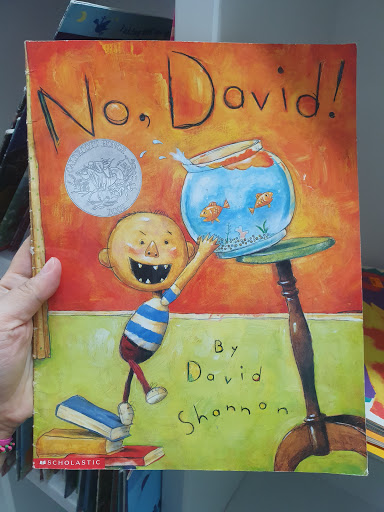 No, David!
By
David
Shannon
SCHOLASTIC